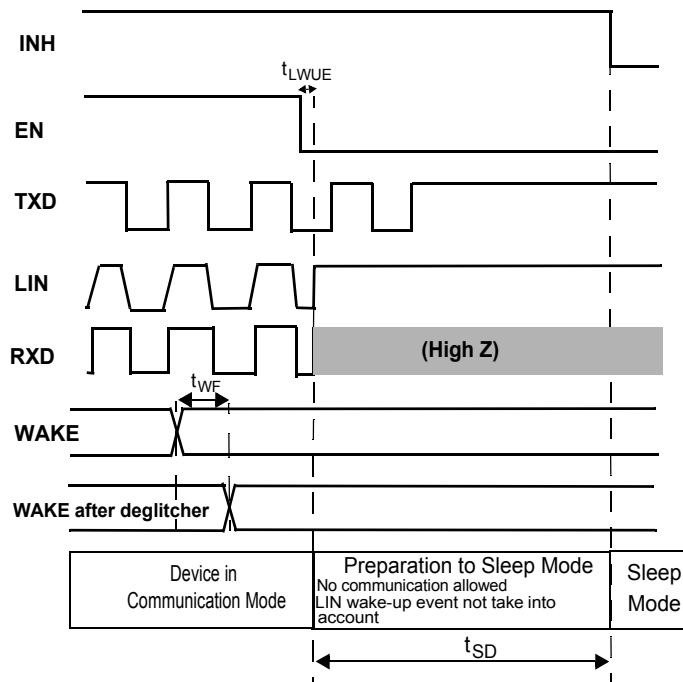 INH
tLWUE
EN
TXD
LIN
RXD
(High Z)
tWF
WAKE
WAKE after deglitcher
Device in
Communication Mode
Preparation to Sleep Mode
No communication allowed
LIN wake-up event not take into
account
Sleep
Mode
tSD